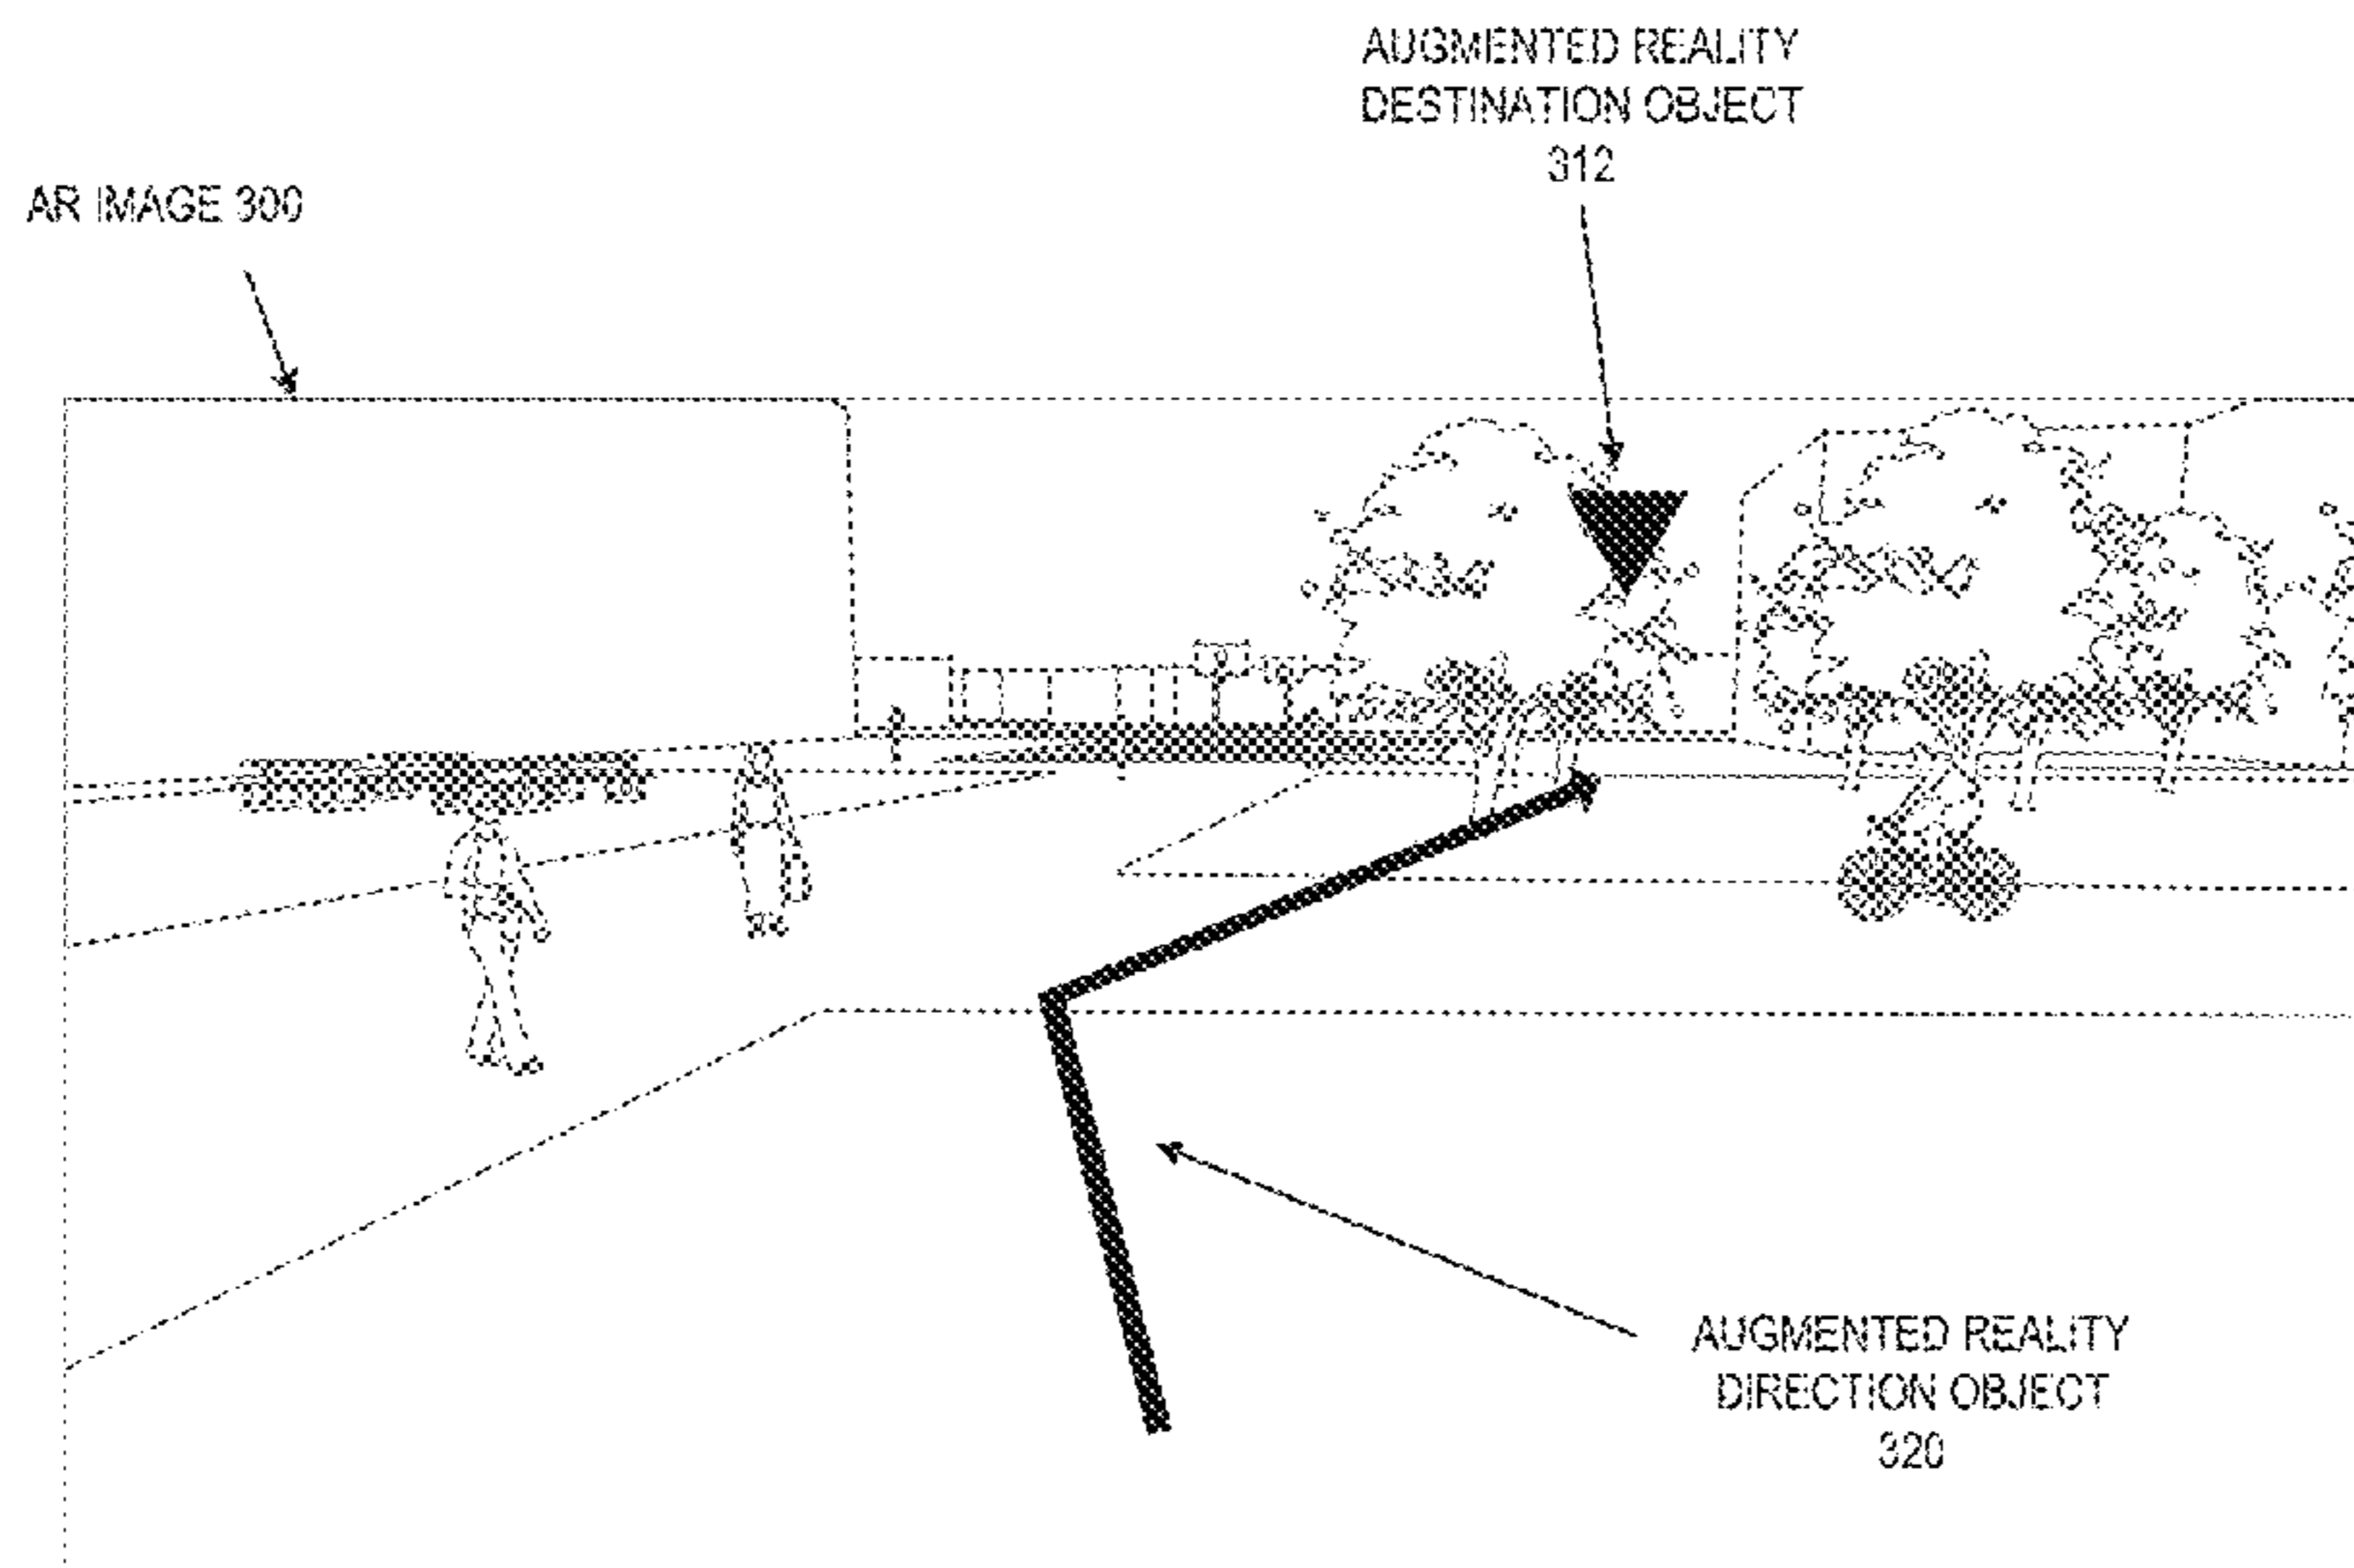 AUGMENTED REALITY
DESTINATION OBJECT
312
AR IMAGE 300
AUGMENTED REALITY
DIRECTION OBJECT
320